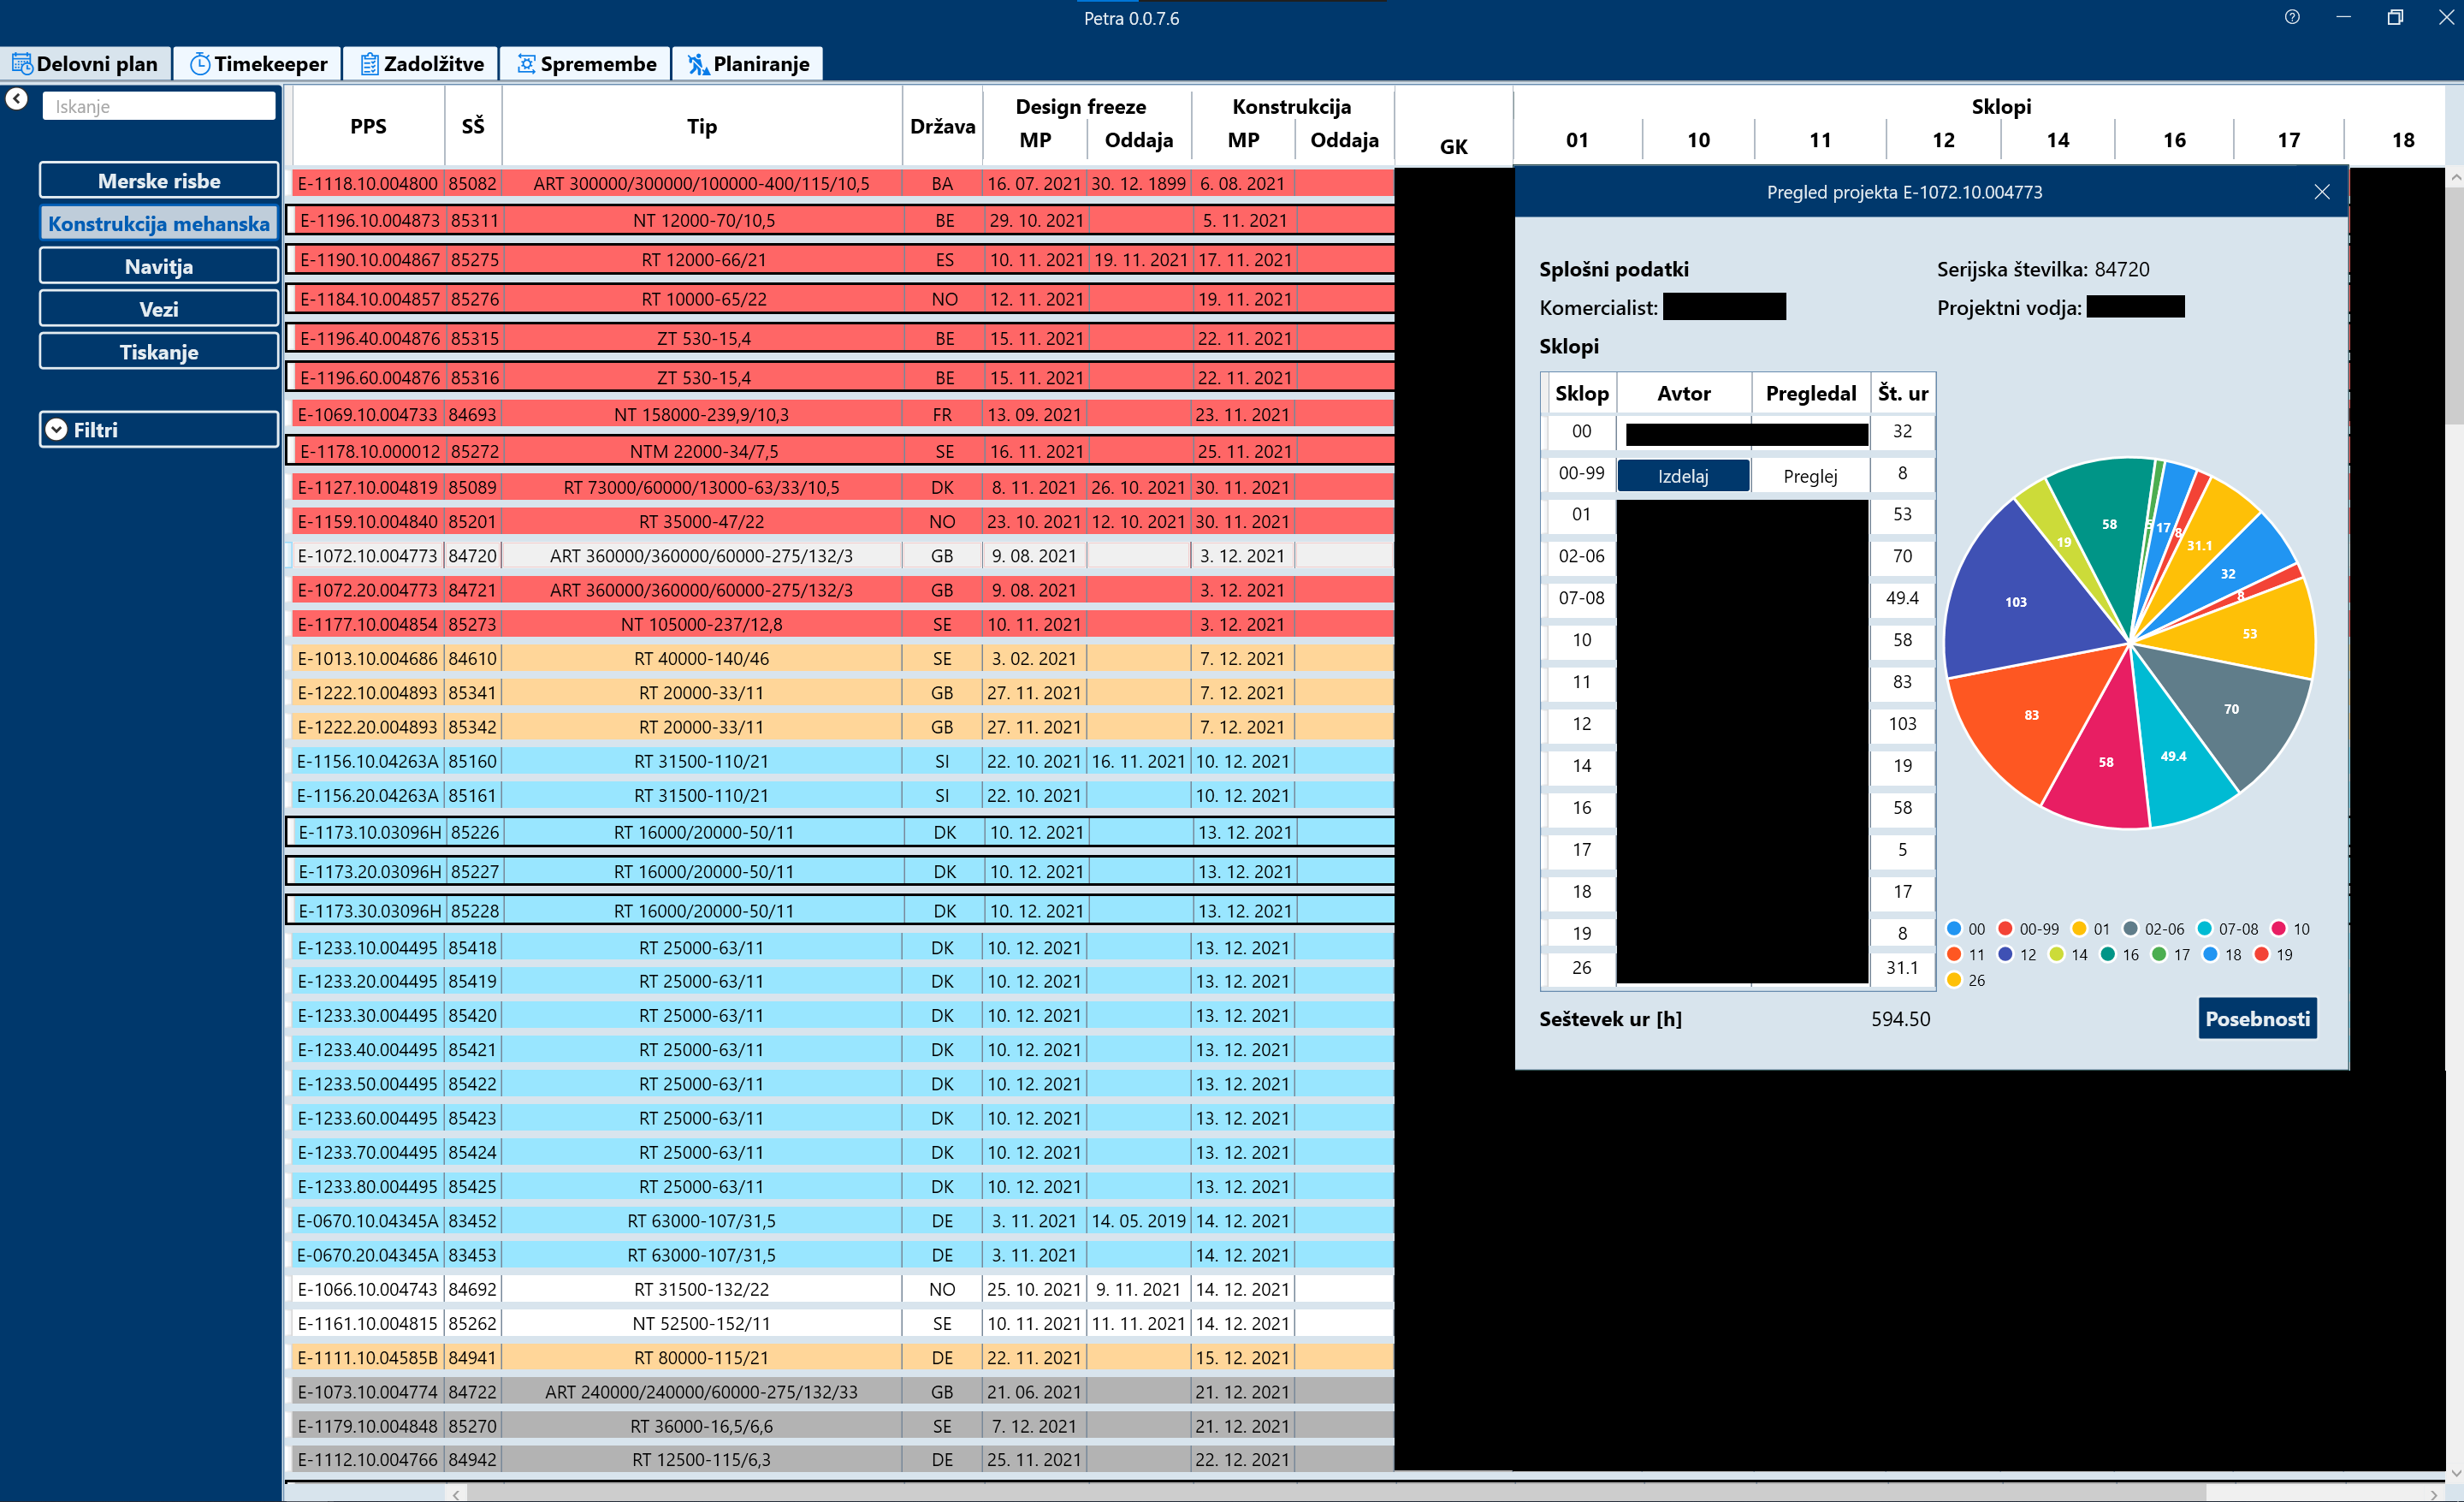 Petra 0.0.7.6
Delovni plan Timekeeper Zadolžitve Spremembe Planiranje
Iskanje
Merske risbe
Konstrukcija mehanska
Navitja
Vezi
Tiskanje
Filtri
Design freeze Konstrukcija Sklopi
PPS SŠ Tip Država MP Oddaja MP Oddaja GK 01 10 11 12 14 16 17 18
E-1118.10.004800 85082 ART 300000/300000/100000-400/115/10,5 BA 16. 07. 2021 30. 12. 1899 6. 08. 2021
E-1196.10.004873 85311 NT 12000-70/10,5 BE 29. 10. 2021 5. 11. 2021
E-1190.10.004867 85275 RT 12000-66/21 ES 10. 11. 2021 19. 11. 2021 17. 11. 2021
E-1184.10.004857 85276 RT 10000-65/22 NO 12. 11. 2021 19. 11. 2021
E-1196.40.004876 85315 ZT 530-15,4 BE 15. 11. 2021 22. 11. 2021
E-1196.60.004876 85316 ZT 530-15,4 BE 15. 11. 2021 22. 11. 2021
E-1069.10.004733 84693 NT 158000-239,9/10,3 FR 13. 09. 2021 23. 11. 2021
E-1178.10.000012 85272 NTM 22000-34/7,5 SE 16. 11. 2021 25. 11. 2021
E-1127.10.004819 85089 RT 73000/60000/13000-63/33/10,5 DK 8. 11. 2021 26. 10. 2021 30. 11. 2021
E-1159.10.004840 85201 RT 35000-47/22 NO 23. 10. 2021 12. 10. 2021 30. 11. 2021
E-1072.10.004773 84720 ART 360000/360000/60000-275/132/3 GB 9. 08. 2021 3. 12. 2021
E-1072.20.004773 84721 ART 360000/360000/60000-275/132/3 GB 9. 08. 2021 3. 12. 2021
E-1177.10.004854 85273 NT 105000-237/12,8 SE 10. 11. 2021 3. 12. 2021
E-1013.10.004686 84610 RT 40000-140/46 SE 3. 02. 2021 7. 12. 2021
E-1222.10.004893 85341 RT 20000-33/11 GB 27. 11. 2021 7. 12. 2021
E-1222.20.004893 85342 RT 20000-33/11 GB 27. 11. 2021 7. 12. 2021
E-1156.10.04263A 85160 RT 31500-110/21 SI 22. 10. 2021 16. 11. 2021 10. 12. 2021
E-1156.20.04263A 85161 RT 31500-110/21 SI 22. 10. 2021 10. 12. 2021
E-1173.10.03096H 85226 RT 16000/20000-50/11 DK 10. 12. 2021 13. 12. 2021
E-1173.20.03096H 85227 RT 16000/20000-50/11 DK 10. 12. 2021 13. 12. 2021
E-1173.30.03096H 85228 RT 16000/20000-50/11 DK 10. 12. 2021 13. 12. 2021
E-1233.10.004495 85418 RT 25000-63/11 DK 10. 12. 2021 13. 12. 2021
E-1233.20.004495 85419 RT 25000-63/11 DK 10. 12. 2021 13. 12. 2021
E-1233.30.004495 85420 RT 25000-63/11 DK 10. 12. 2021 13. 12. 2021
E-1233.40.004495 85421 RT 25000-63/11 DK 10. 12. 2021 13. 12. 2021
E-1233.50.004495 85422 RT 25000-63/11 DK 10. 12. 2021 13. 12. 2021
E-1233.60.004495 85423 RT 25000-63/11 DK 10. 12. 2021 13. 12. 2021
E-1233.70.004495 85424 RT 25000-63/11 DK 10. 12. 2021 13. 12. 2021
E-1233.80.004495 85425 RT 25000-63/11 DK 10. 12. 2021 13. 12. 2021
E-0670.10.04345A 83452 RT 63000-107/31,5 DE 3. 11. 2021 14. 05. 2019 14. 12. 2021
E-0670.20.04345A 83453 RT 63000-107/31,5 DE 3. 11. 2021 14. 12. 2021
E-1066.10.004743 84692 RT 31500-132/22 NO 25. 10. 2021 9. 11. 2021 14. 12. 2021
E-1161.10.004815 85262 NT 52500-152/11 SE 10. 11. 2021 11. 11. 2021 14. 12. 2021
E-1111.10.04585B 84941 RT 80000-115/21 DE 22. 11. 2021 15. 12. 2021
E-1073.10.004774 84722 ART 240000/240000/60000-275/132/33 GB 21. 06. 2021 21. 12. 2021
E-1179.10.004848 85270 RT 36000-16,5/6,6 SE 7. 12. 2021 21. 12. 2021
E-1112.10.004766 84942 RT 12500-115/6,3 DE 25. 11. 2021 22. 12. 2021
Pregled projekta E-1072.10.004773
Splošni podatki Serijska številka: 84720
Komercialist: Projektni vodja:
Sklopi
Sklop Avtor Pregledal Št. ur
00 32
00-99 Izdelaj Preglej 8
01 53
02-06 70
07-08 49.4
10 58
11 83
12 103
14 19
16 58
17 5
18 17
19 8
26 31.1
Seštevek ur [h] 594.50
58 5 17 8 31.1
19 32
103 8
53
83 70
58 49.4
00 00-99 01 02-06 07-08 10
11 12 14 16 17 18 19
26
Posebnosti